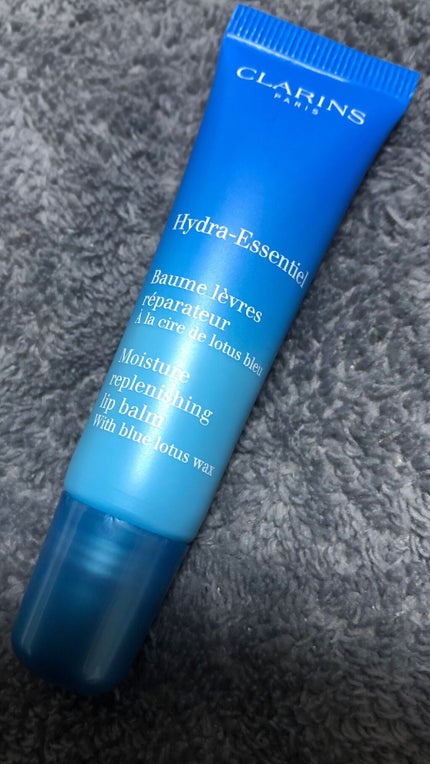 CLARINS
PARIS
Hydra-Essentiel
Baume lèvres
réparateur
À la cire de lotus bleu
Moisture
replenishing
lip balm
With blue lotus wax